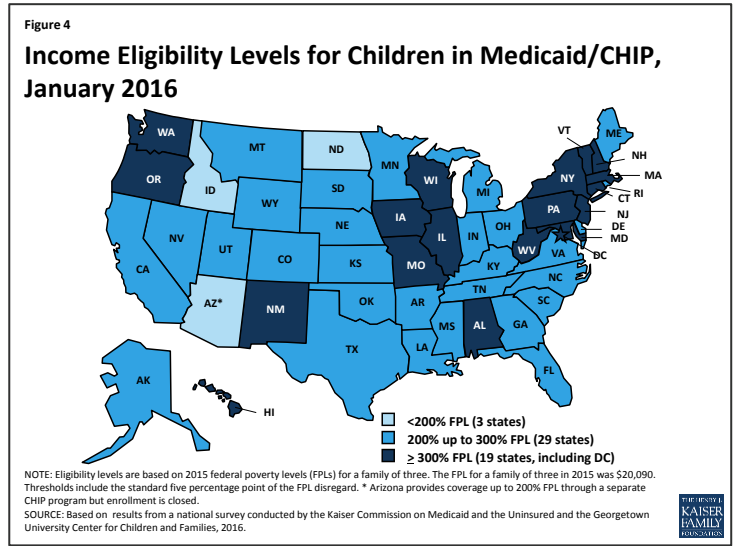 Figure 4
Income Eligibility Levels for Children in Medicaid/CHIP,
January 2016
WA
OR
ID
MT
ND
MN
SD
WY
NE
NV
UT
CO
CA
KS
AZ*
NM
OK
TX
WI
MI
IA
IL
IN
OH
MO
KY
WV
VA
TN
NC
AR
SC
MS
AL
GA
LA
FL
NY
PA
ME
VT
NH
MA
RI
CT
NJ
DE
MD
DC
AK
HI
<200% FPL (3 states)
200% up to 300% FPL (29 states)
> 300% FPL (19 states, including DC)
NOTE: Eligibility levels are based on 2015 federal poverty levels (FPLs) for a family of three. The FPL for a family of three in 2015 was $20,090.
Thresholds include the standard five percentage point of the FPL disregard. * Arizona provides coverage up to 200% FPL through a separate
CHIP program but enrollment is closed.
SOURCE: Based on results from a national survey conducted by the Kaiser Commission on Medicaid and the Uninsured and the Georgetown
University Center for Children and Families, 2016.
THE HENRY J.
KAISER
FAMILY
FOUNDATION